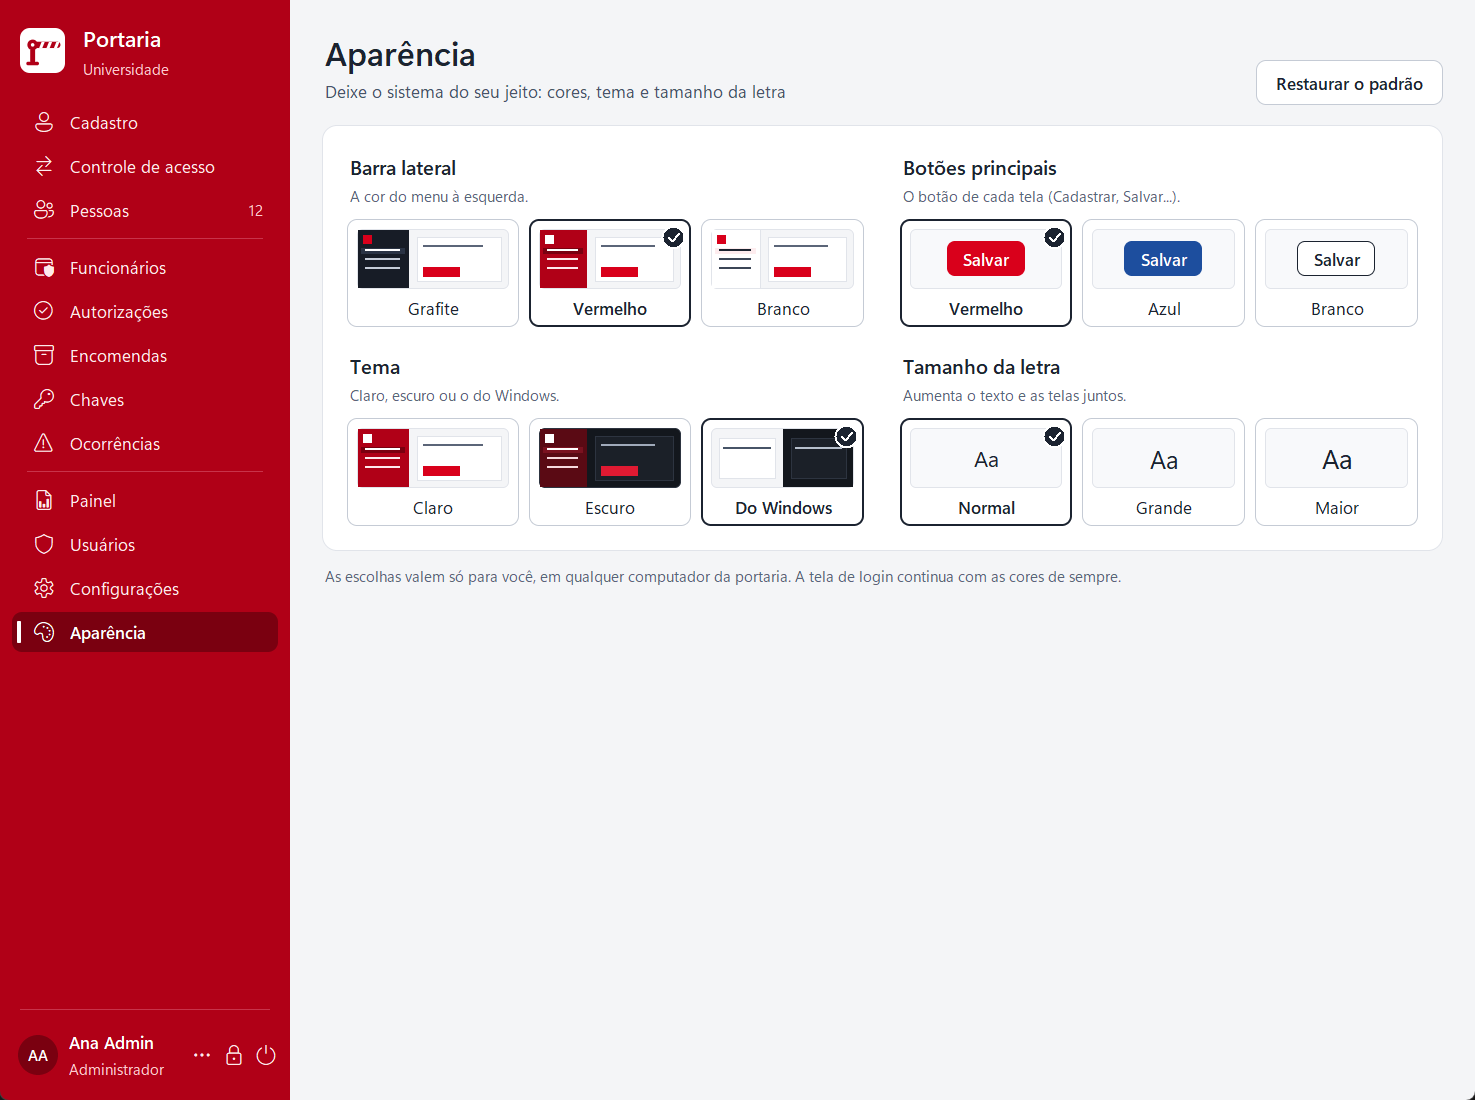 Portaria
Universidade
Cadastro
Controle de acesso
Pessoas 12
Funcionários
Autorizações
Encomendas
Chaves
Ocorrências
Painel
Usuários
Configurações
Aparência
AA
Ana Admin
Administrador
Aparência
Deixe o sistema do seu jeito: cores, tema e tamanho da letra
Restaurar o padrão
Barra lateral
A cor do menu à esquerda.
Grafite
Vermelho
Branco
Botões principais
O botão de cada tela (Cadastrar, Salvar...).
Salvar
Vermelho
Salvar
Azul
Salvar
Branco
Tema
Claro, escuro ou o do Windows.
Claro
Escuro
Do Windows
Tamanho da letra
Aumenta o texto e as telas juntos.
Aa
Normal
Aa
Grande
Aa
Maior
As escolhas valem só para você, em qualquer computador da portaria. A tela de login continua com as cores de sempre.